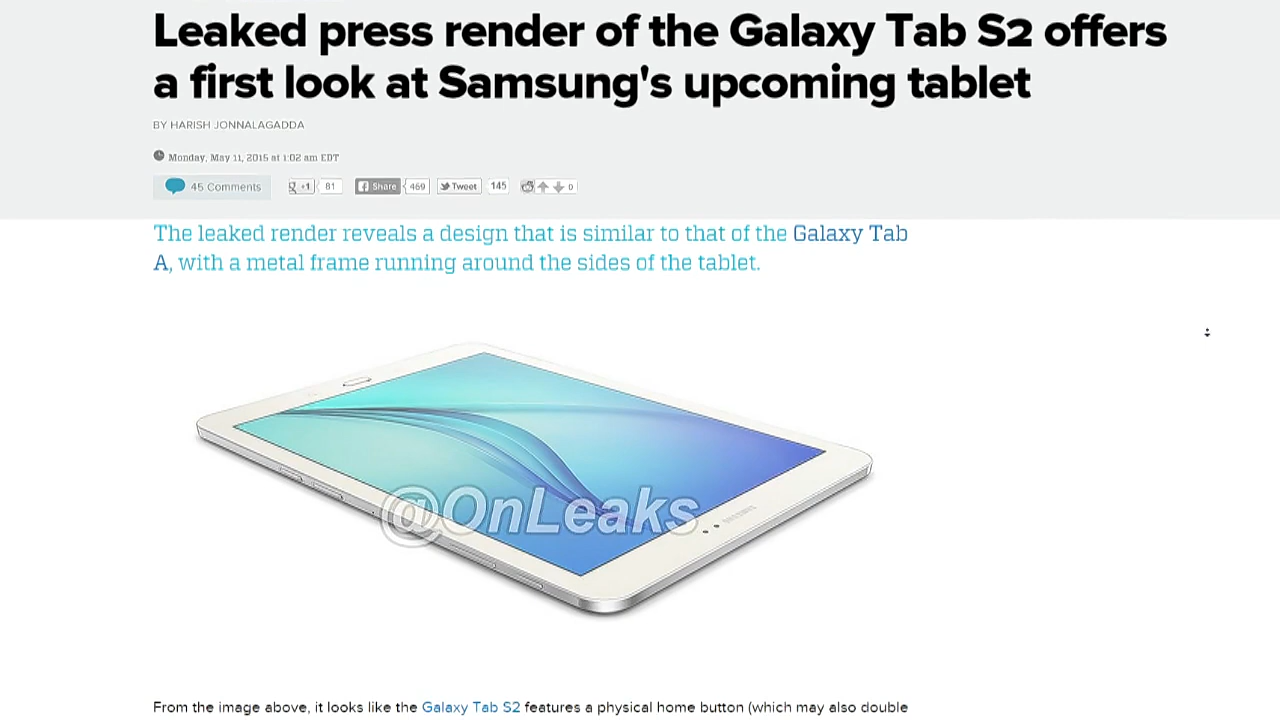 Leaked press render of the Galaxy Tab S2 offers
a first look at Samsung's upcoming tablet
BY HARISH JONNALAGADDA
Monday, May 11, 2015 at 1:02 am EDT
45 Comments g +1 81 f Share 469 Tweet 145 0
The leaked render reveals a design that is similar to that of the Galaxy Tab
A, with a metal frame running around the sides of the tablet.
@OnLeaks
SAMSUNG
From the image above, it looks like the Galaxy Tab S2 features a physical home button (which may also double